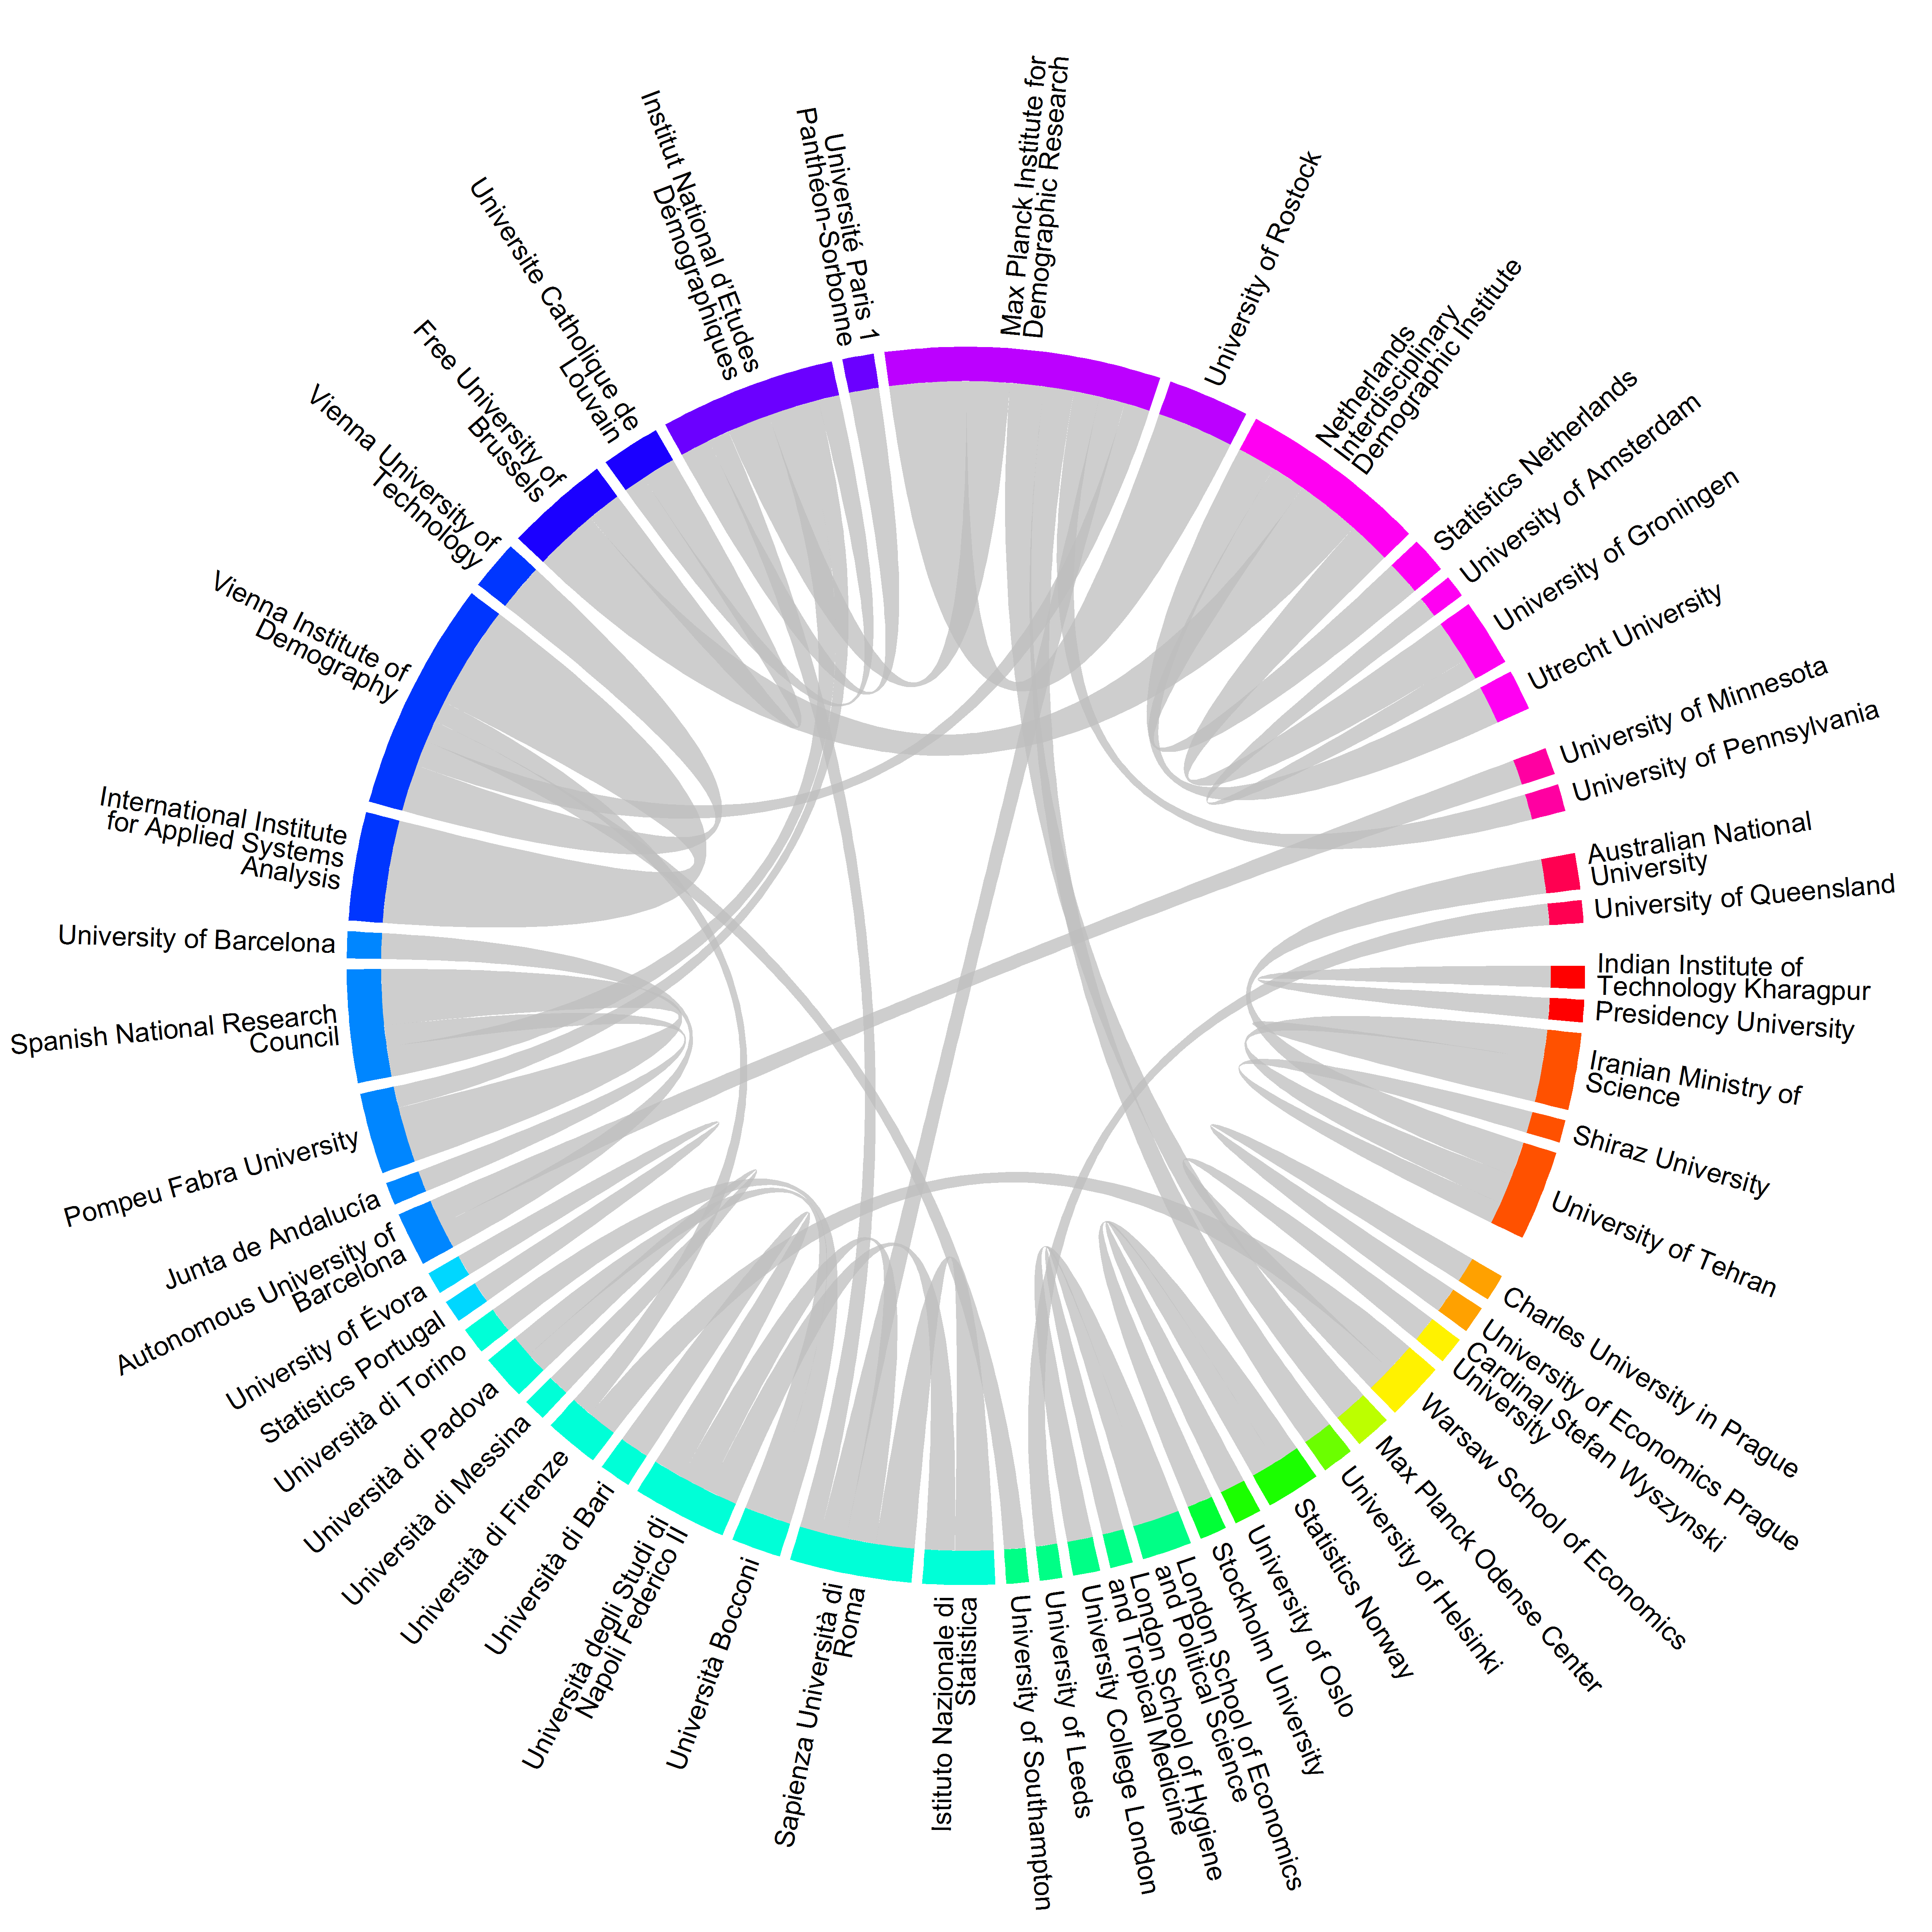 Max Planck Institute for
Demographic Research
University of Rostock
Netherlands
Interdisciplinary
Demographic Institute
Statistics Netherlands
University of Amsterdam
University of Groningen
Utrecht University
University of Minnesota
University of Pennsylvania
Australian National
University
University of Queensland
Indian Institute of
Technology Kharagpur
Presidency University
Iranian Ministry of
Science
Shiraz University
University of Tehran
Charles University in Prague
University of Economics Prague
Cardinal Stefan Wyszynski
University
Warsaw School of Economics
Max Planck Odense Center
University of Helsinki
Statistics Norway
University of Oslo
Stockholm University
London School of Economics
and Political Science
London School of Hygiene
and Tropical Medicine
University College London
University of Leeds
University of Southampton
Istituto Nazionale di
Statistica
Sapienza Università di
Roma
Università Bocconi
Università degli Studi di
Napoli Federico II
Università di Bari
Università di Firenze
Università di Messina
Università di Padova
Università di Torino
Statistics Portugal
University of Évora
Autonomous University of
Barcelona
Junta de Andalucía
Pompeu Fabra University
Spanish National Research
Council
University of Barcelona
International Institute
for Applied Systems
Analysis
Vienna Institute of
Demography
Vienna University of
Technology
Free University of
Brussels
Universite Catholique de
Louvain
Institut National d'Etudes
Démographiques
Université Paris 1
Panthéon-Sorbonne